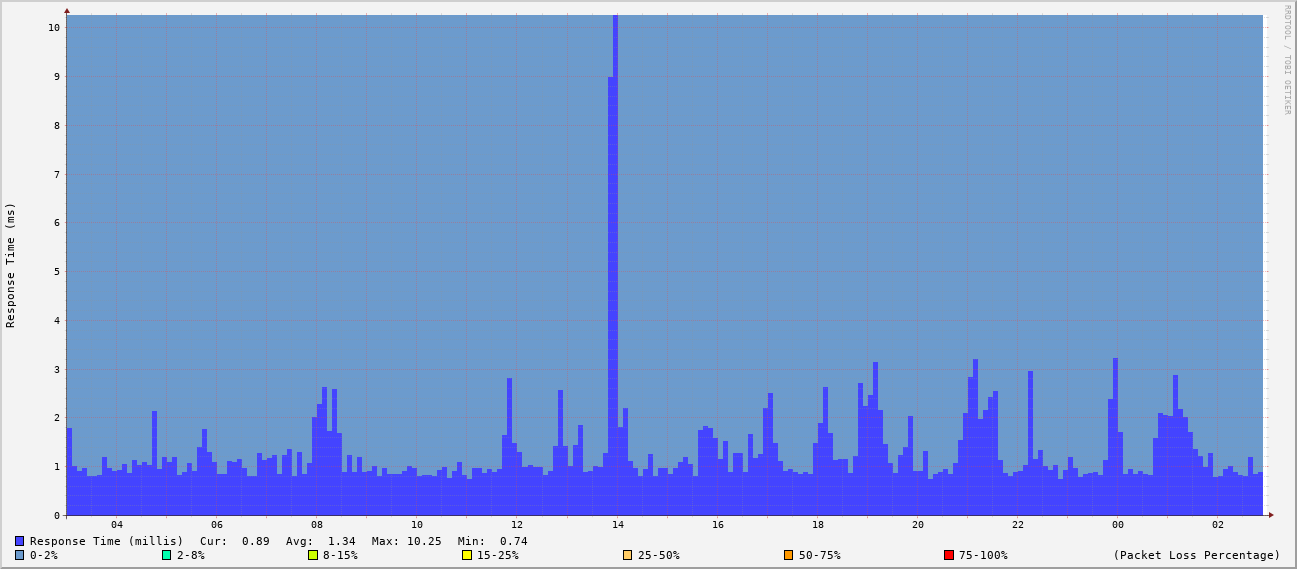 RRDTOOL / TOBI OETIKER
Response Time (ms)
10
9
8
7
6
5
4
3
2
1
0
04 06 08 10 12 14 16 18 20 22 00 02
Response Time (millis) Cur: 0.89 Avg: 1.34 Max: 10.25 Min: 0.74
0-2% 2-8% 8-15% 15-25% 25-50% 50-75% 75-100% (Packet Loss Percentage)